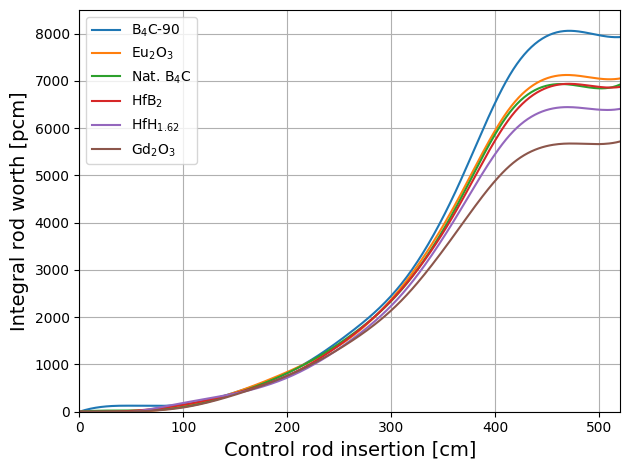 B₄C-90
Eu₂O₃
Nat. B₄C
HfB₂
HfH₁.₆₂
Gd₂O₃
Integral rod worth [pcm]
8000
7000
6000
5000
4000
3000
2000
1000
0
0 100 200 300 400 500
Control rod insertion [cm]